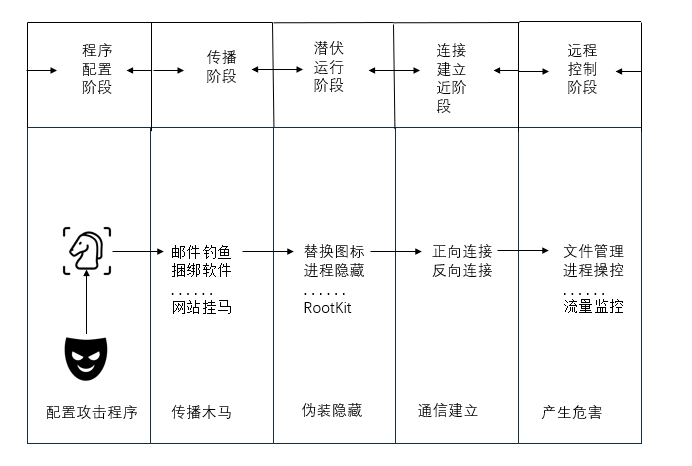 程序
配置
阶段
传播
阶段
潜伏
运行
阶段
连接
建立
近阶
段
远程
控制
阶段
邮件钓鱼
捆绑软件
......
网站挂马
替换图标
进程隐藏
......
RootKit
正向连接
反向连接
文件管理
进程操控
......
流量监控
配置攻击程序
传播木马
伪装隐藏
通信建立
产生危害